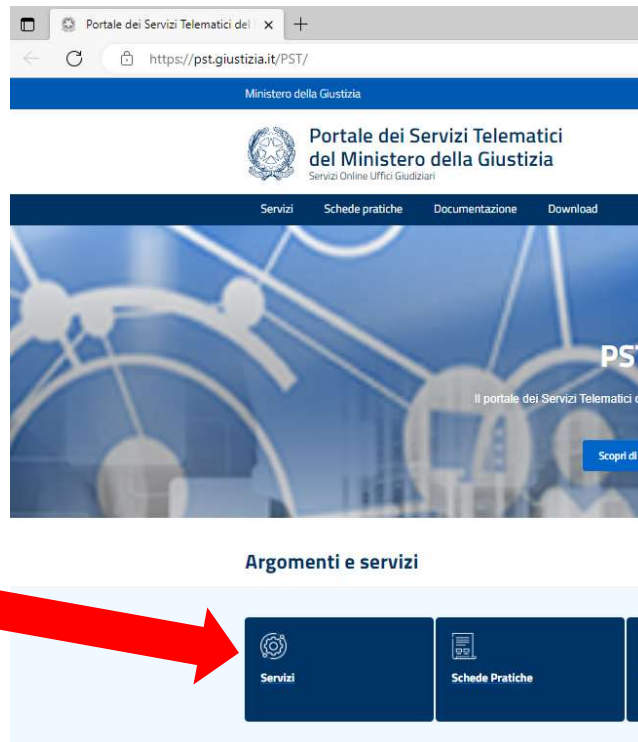 Portale dei Servizi Telematici del
https://pst.giustizia.it/PST/
Ministero della Giustizia
Portale dei Servizi Telematici
del Ministero della Giustizia
Servizi Online Uffici Giudiziari
Servizi Schede pratiche Documentazione Download
PST
Il portale dei Servizi Telematici
Scopri di
Argomenti e servizi
Servizi Schede Pratiche